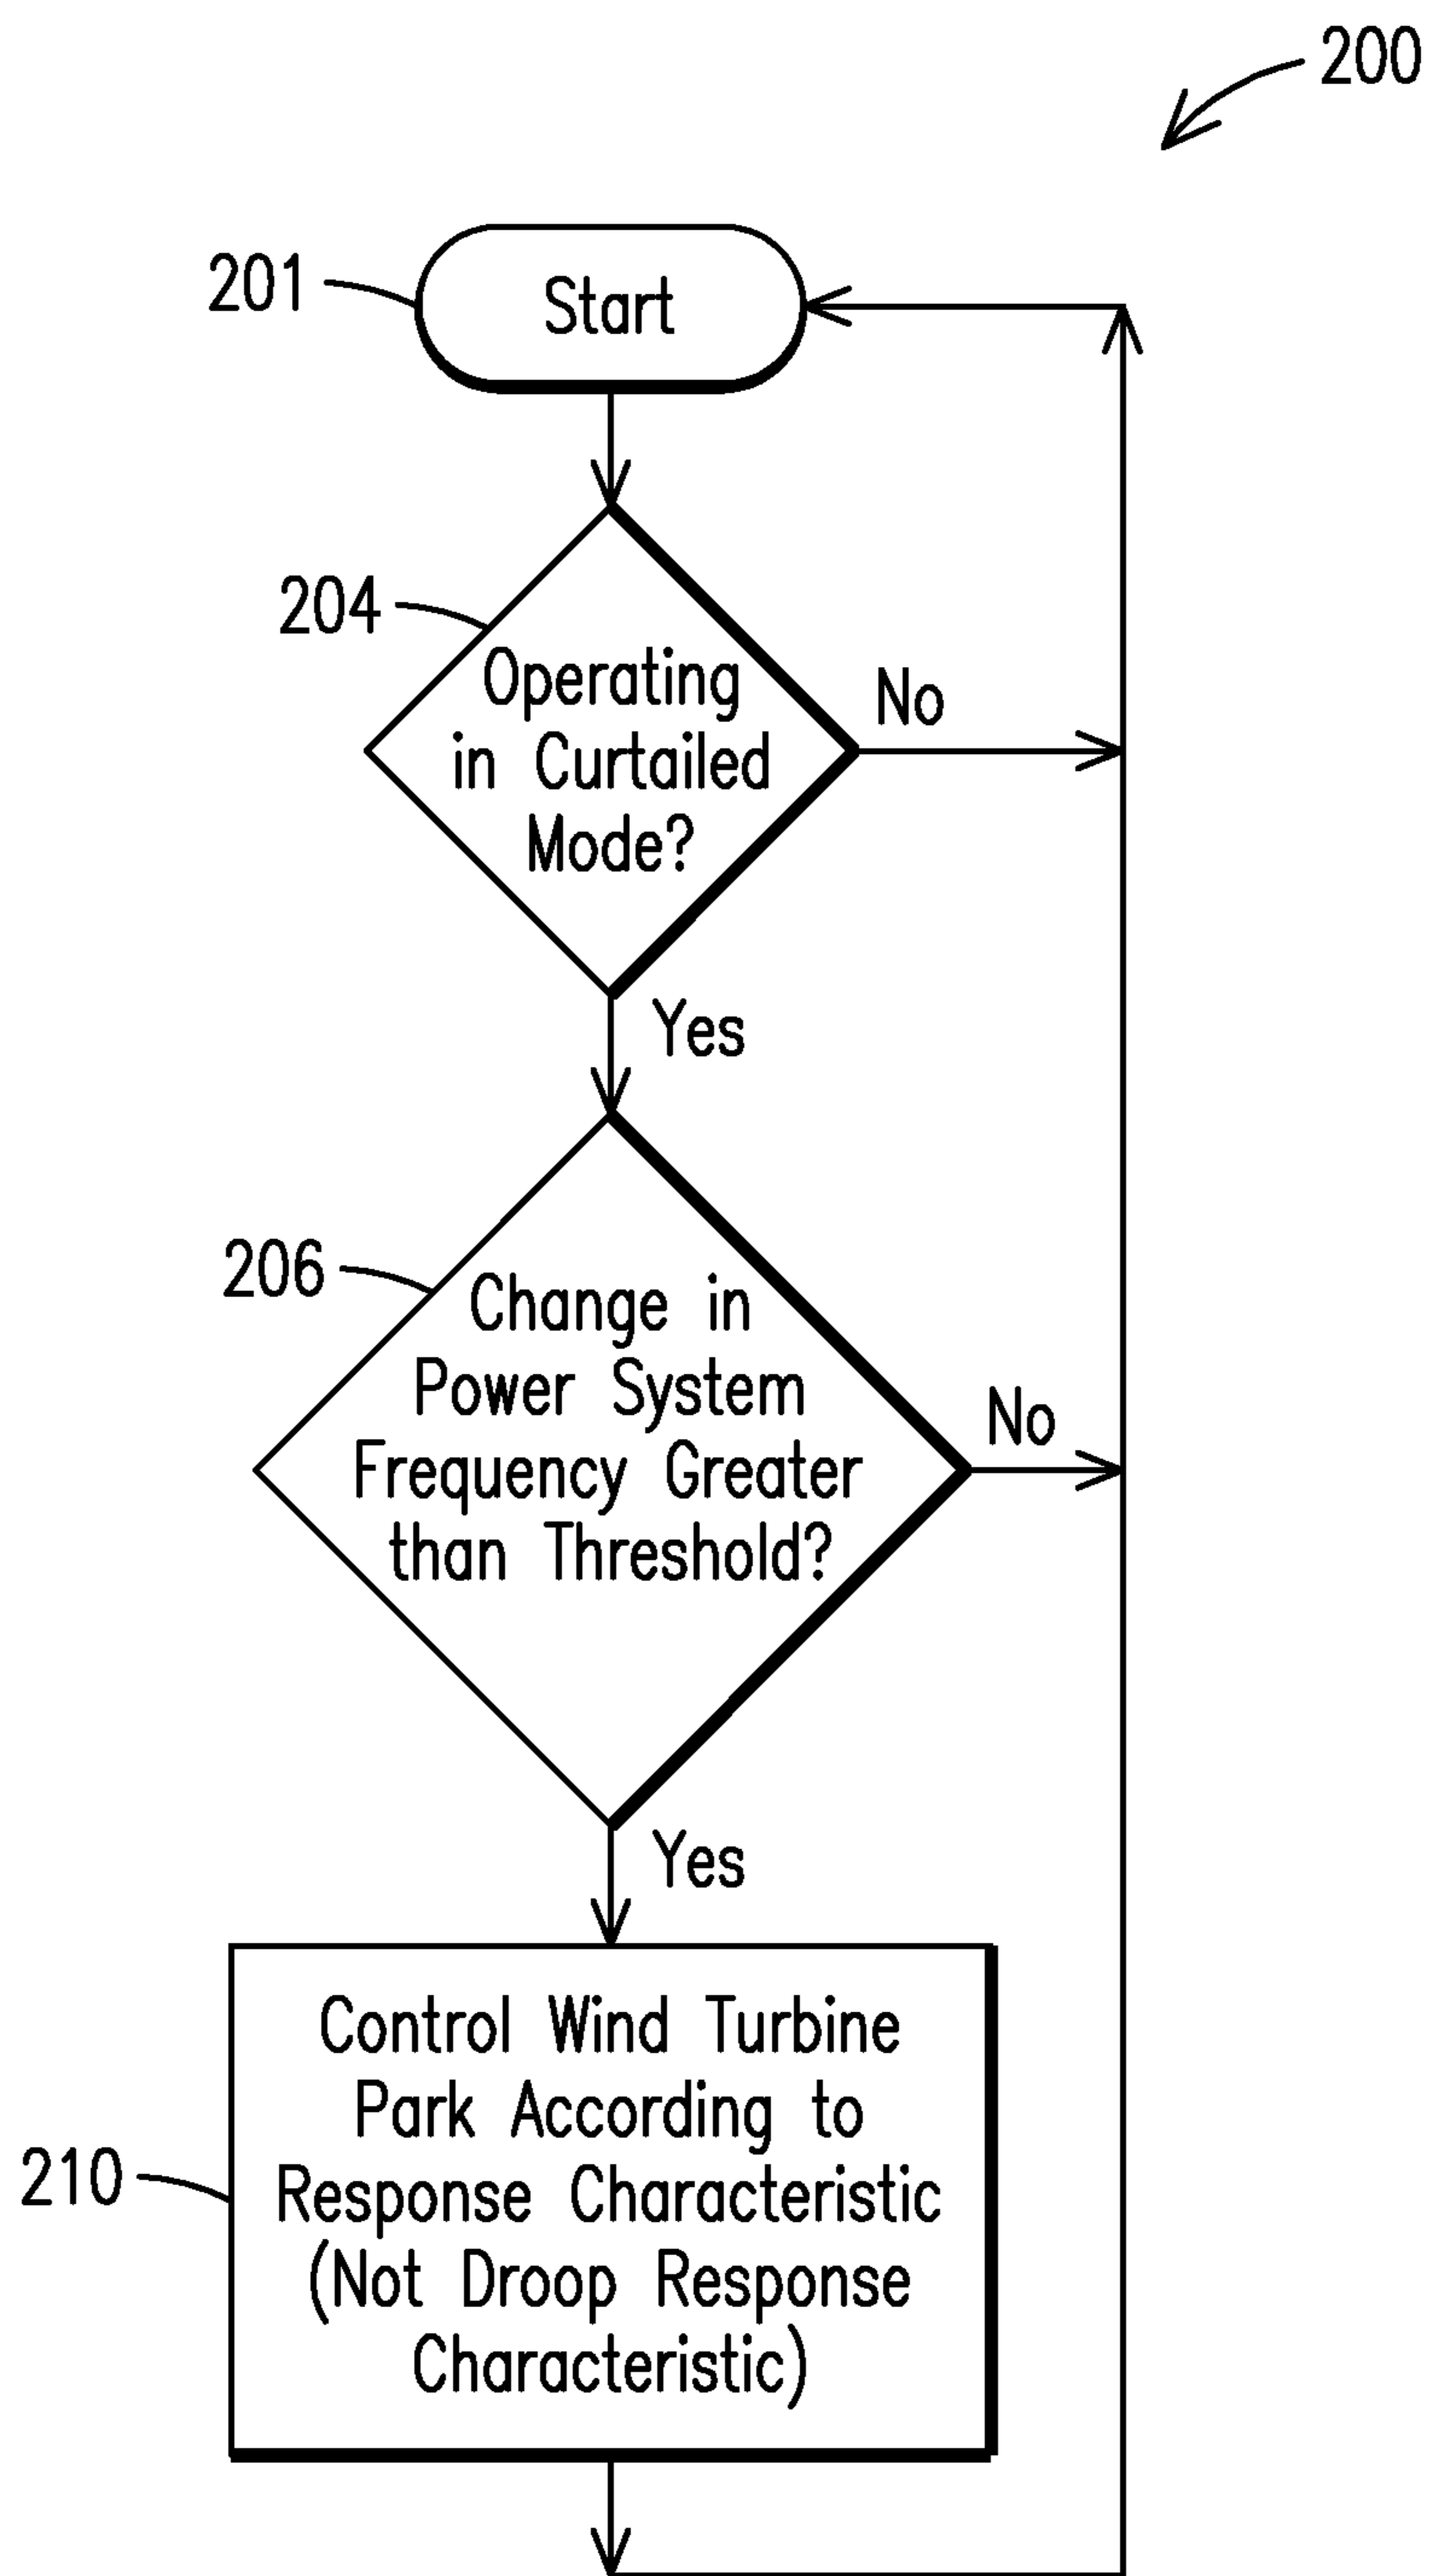 200
201
Start
204
Operating
in Curtailed
Mode?
No
Yes
206
Change in
Power System
Frequency Greater
than Threshold?
No
Yes
210
Control Wind Turbine
Park According to
Response Characteristic
(Not Droop Response
Characteristic)